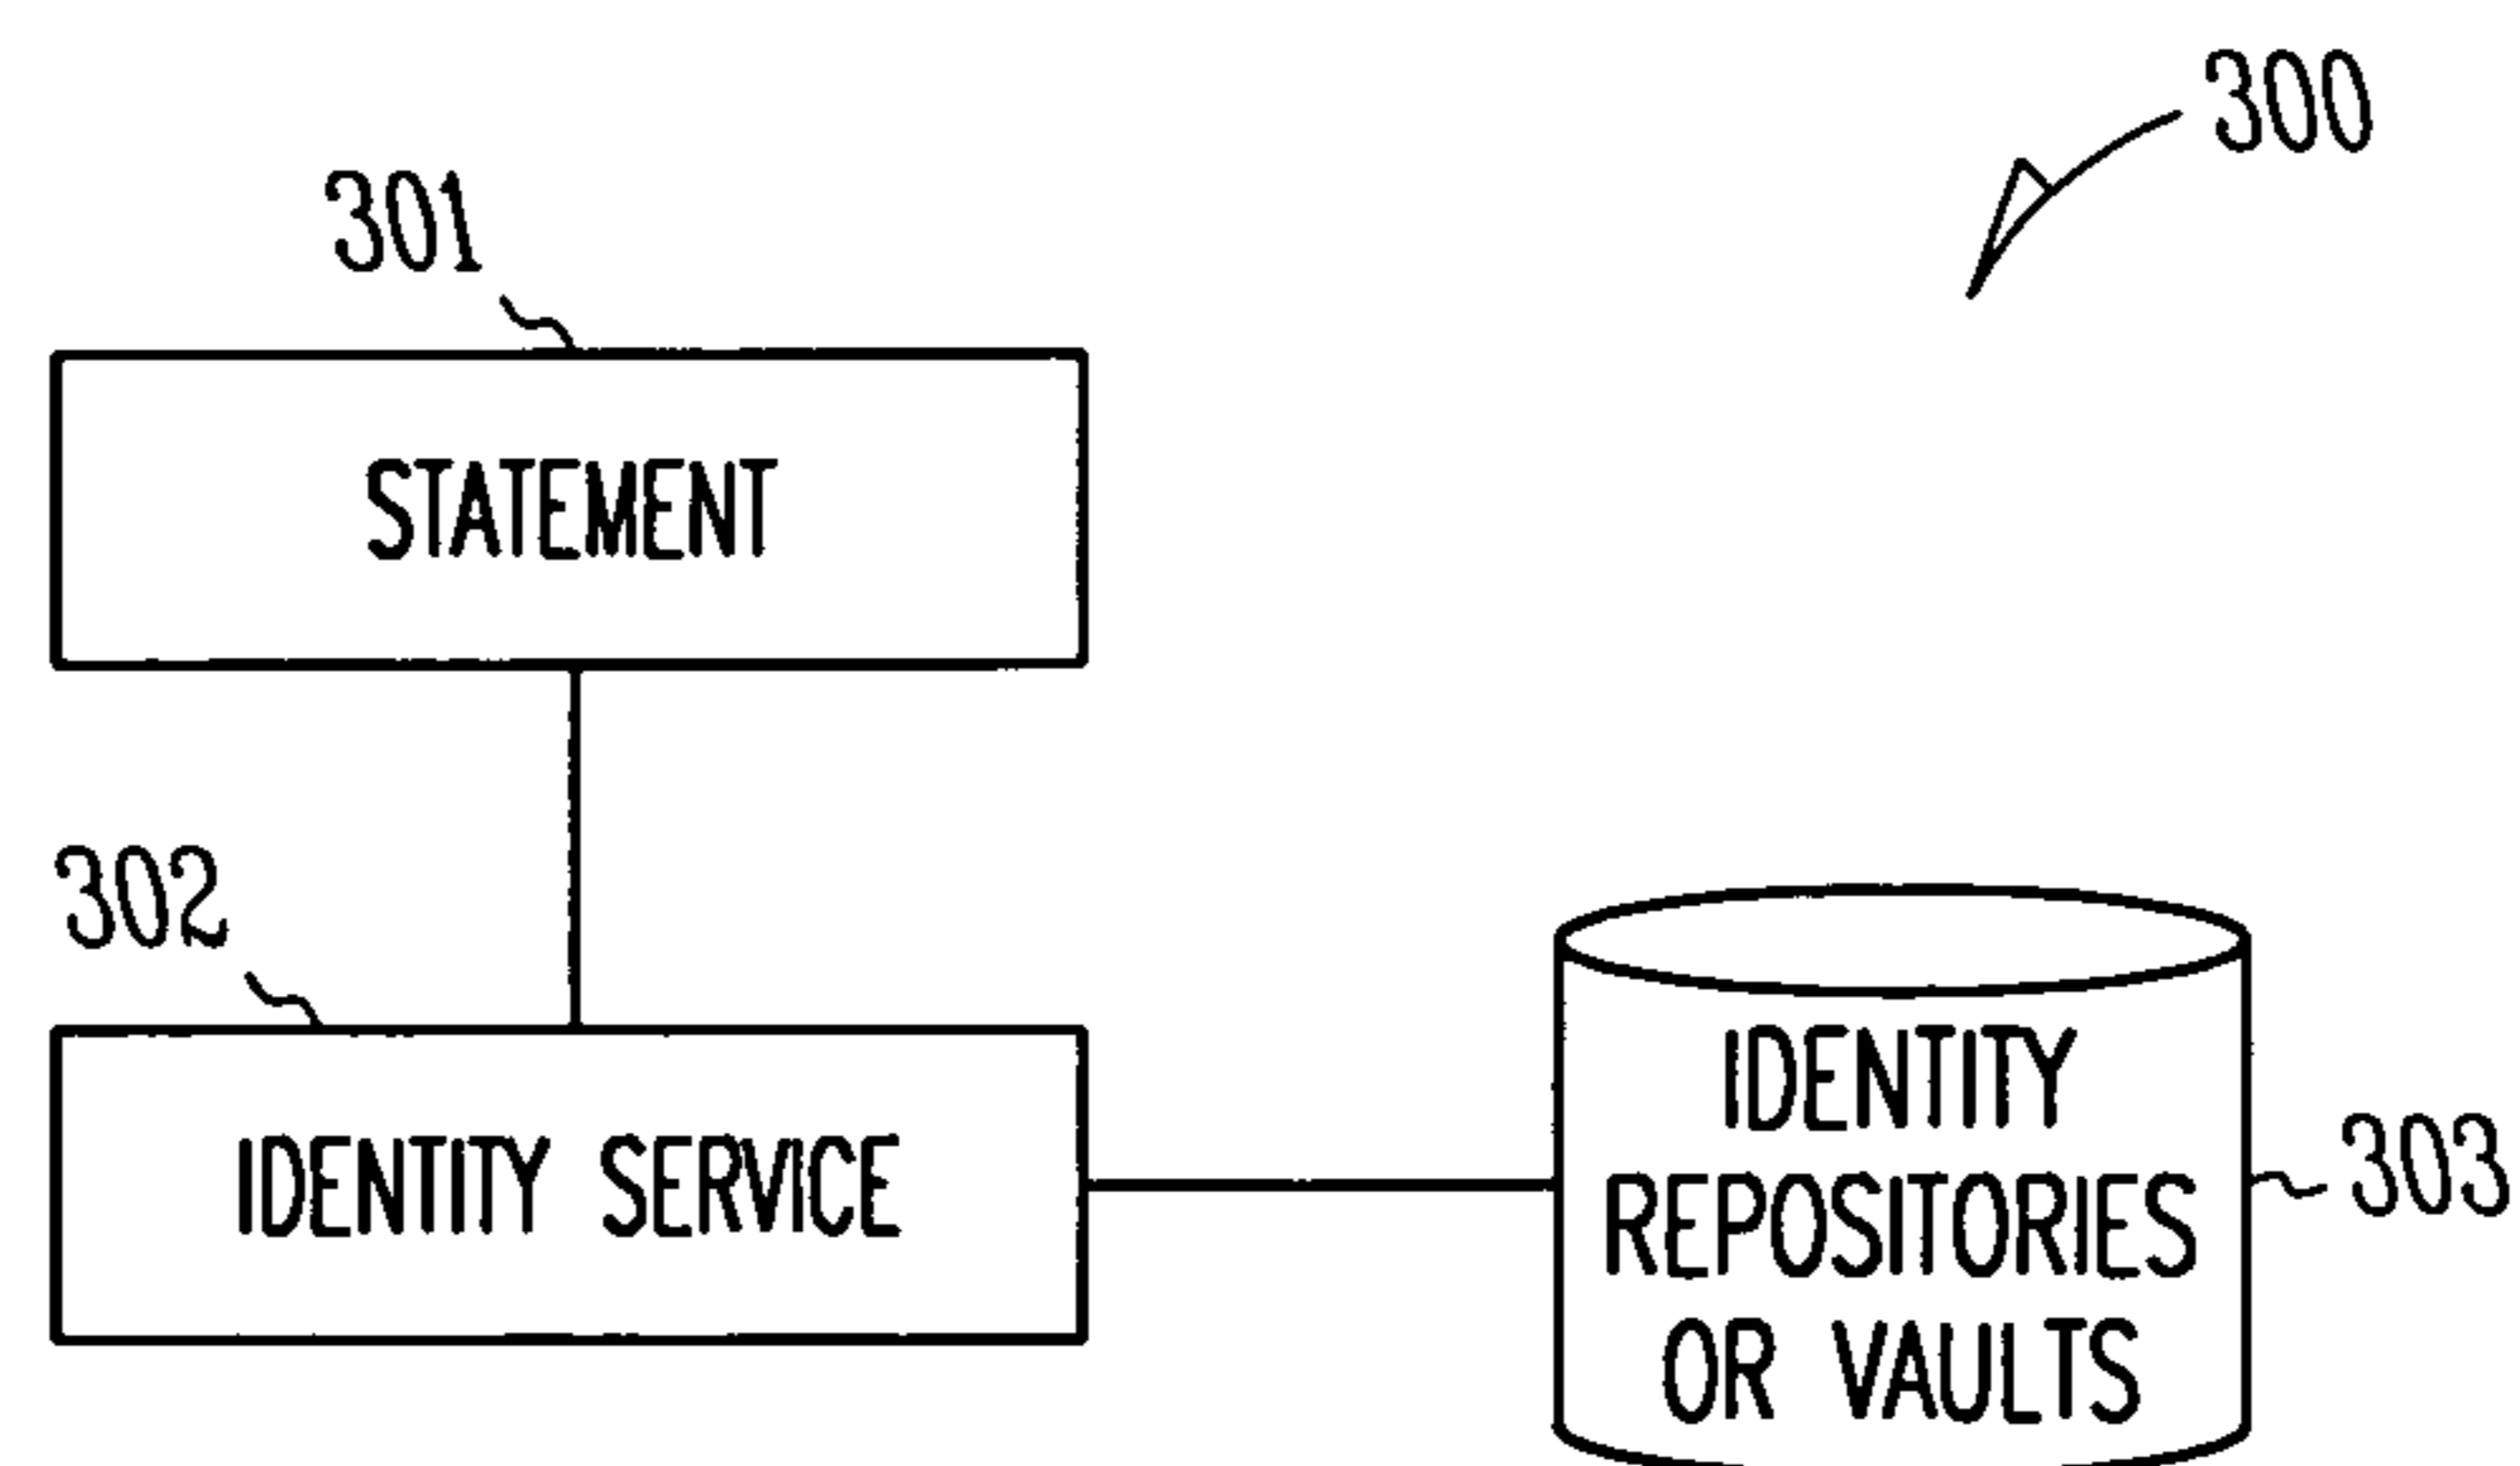 300
301
STATEMENT
302
IDENTITY SERVICE
IDENTITY
REPOSITORIES
OR VAULTS
303